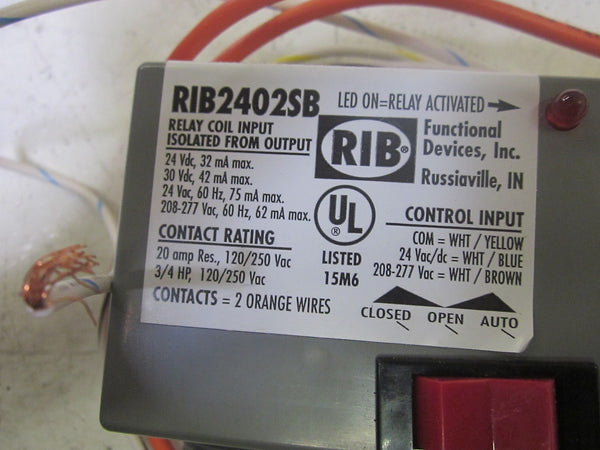 RIB2402SB
LED ON=RELAY ACTIVATED
RELAY COIL INPUT
ISOLATED FROM OUTPUT
24 Vdc, 32 mA max.
30 Vdc, 42 mA max.
24 Vac, 60 Hz, 75 mA max.
208-277 Vac, 60 Hz, 62 mA max.
CONTACT RATING
20 amp Res., 120/250 Vac
3/4 HP, 120/250 Vac
CONTACTS = 2 ORANGE WIRES
RIB®
Functional
Devices, Inc.
Russiaville, IN
UL
®
LISTED
15M6
CONTROL INPUT
COM = WHT / YELLOW
24 Vac/dc = WHT / BLUE
208-277 Vac = WHT / BROWN
CLOSED OPEN AUTO